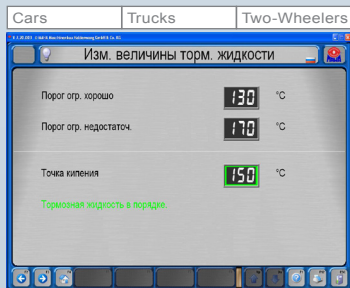 Cars Trucks Two-Wheelers
Изм. величины торм. жидкости
Порог огр. хорошо 130 °C
Порог огр. недостаточ. 170 °C
Точка кипения 150 °C
Тормозная жидкость в порядке.